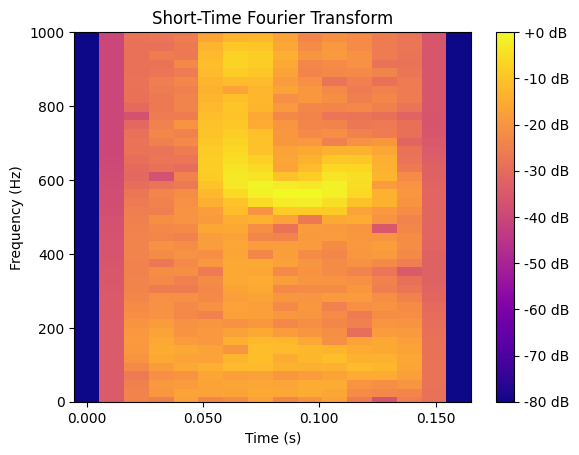 Short-Time Fourier Transform
Frequency (Hz)
1000
800
600
400
200
0
0.000
0.050
0.100
0.150
Time (s)
+0 dB
-10 dB
-20 dB
-30 dB
-40 dB
-50 dB
-60 dB
-70 dB
-80 dB